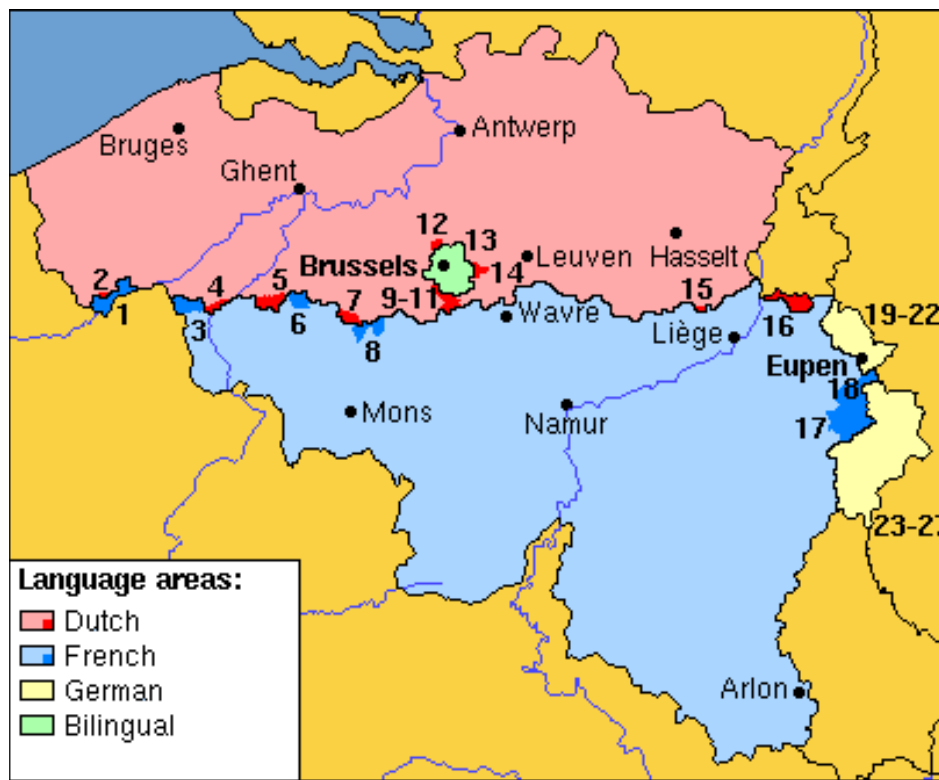 Antwerp
Bruges
Ghent
12
13
Brussels
Leuven
Hasselt
14
2
4
5
9-11
15
1
3
6
7
8
Wavre
Liège
16
19-22
Eupen
18
Mons
Namur
17
23-27
Language areas:
Dutch
French
German
Bilingual
Arlon